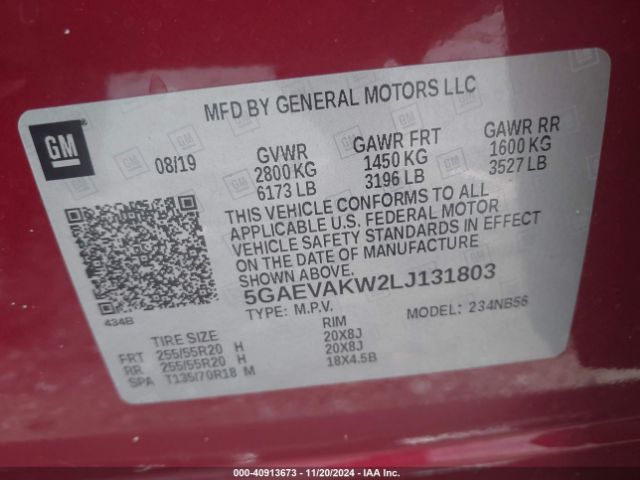 MFD BY GENERAL MOTORS LLC
GM
08/19 GVWR GAWR FRT GAWR RR
2800 KG 1450 KG 1600 KG
6173 LB 3196 LB 3527 LB
THIS VEHICLE CONFORMS TO ALL
APPLICABLE U.S. FEDERAL MOTOR
VEHICLE SAFETY STANDARDS IN EFFECT
ON THE DATE OF MANUFACTURE
SHOWN ABOVE.
5GAEVAKW2LJ131803
434B TYPE: M.P.V. MODEL: 234NB56
TIRE SIZE RIM
FRT 255/55R20 H 20X8J
RR 255/55R20 H 20X8J
SPA T135/70R18 M 18X4.5B
000-40913673 - 11/20/2024 - IAA Inc.